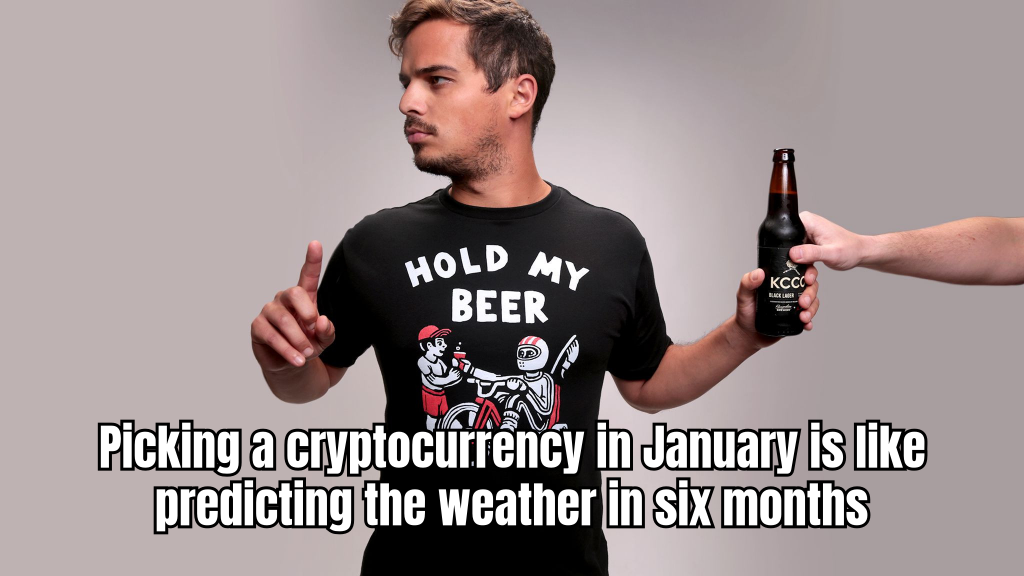 HOLD MY
BEER
KCCO
BLACK LAGER
Picking a cryptocurrency in January is like
predicting the weather in six months